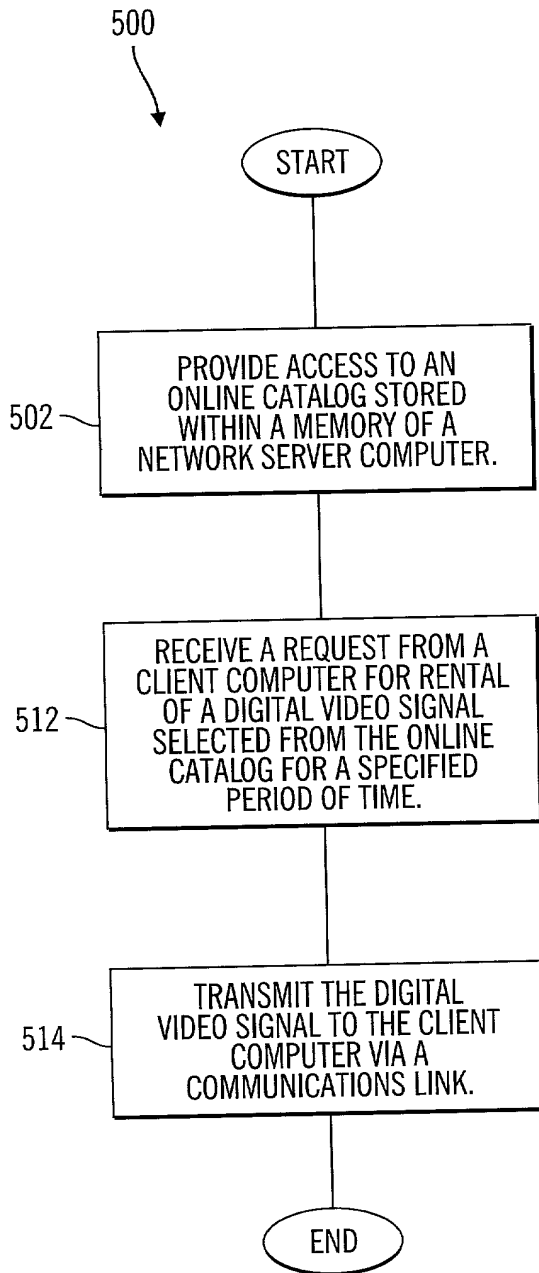 500
START
502
PROVIDE ACCESS TO AN
ONLINE CATALOG STORED
WITHIN A MEMORY OF A
NETWORK SERVER COMPUTER.
512
RECEIVE A REQUEST FROM A
CLIENT COMPUTER FOR RENTAL
OF A DIGITAL VIDEO SIGNAL
SELECTED FROM THE ONLINE
CATALOG FOR A SPECIFIED
PERIOD OF TIME.
514
TRANSMIT THE DIGITAL
VIDEO SIGNAL TO THE CLIENT
COMPUTER VIA A
COMMUNICATIONS LINK.
END